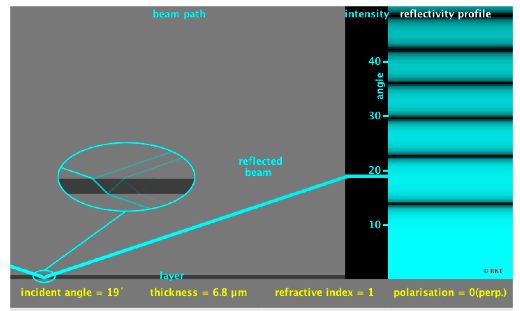 beam path
intensity
reflectivity profile
40
angle
30
reflected
beam
20
10
layer
© RKE
incident angle = 19°
thickness = 6.8 μm
refractive index = 1
polarisation = 0(perp.)